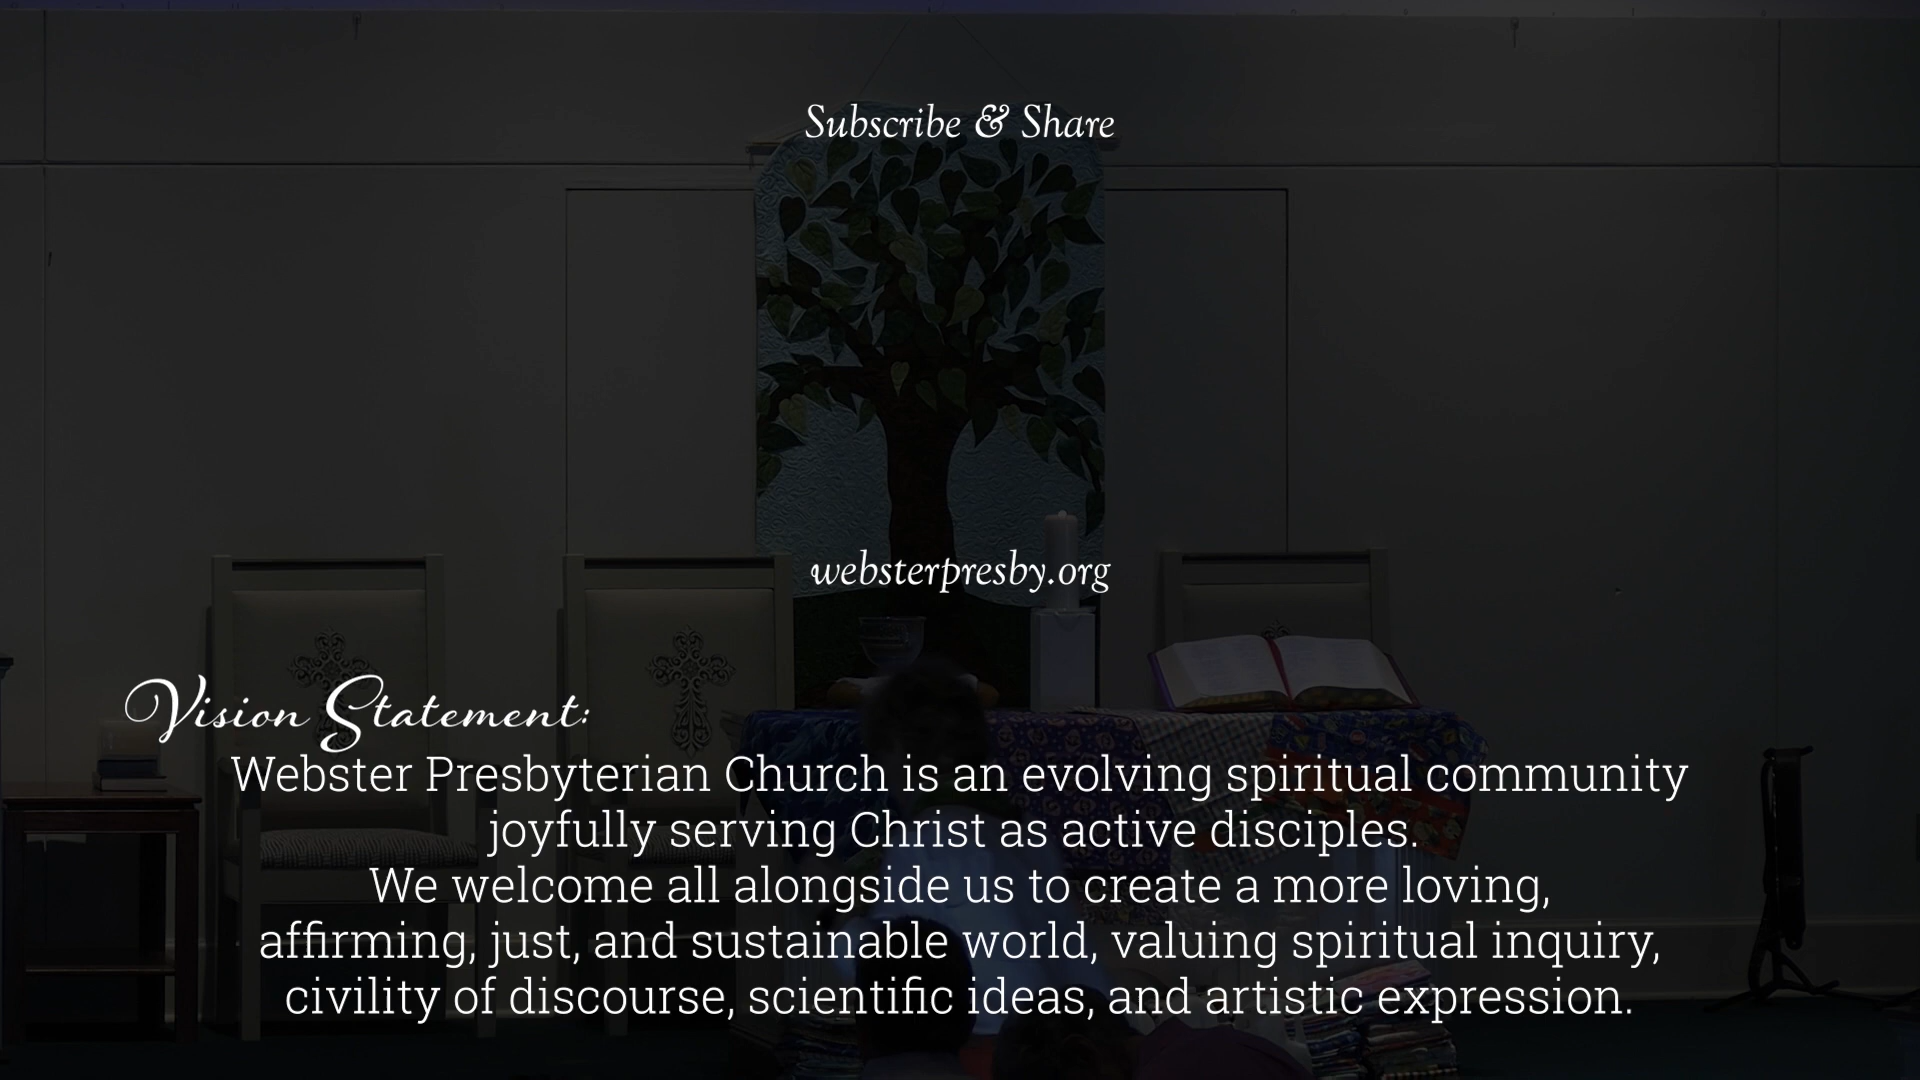 Subscribe & Share
websterpresby.org
Vision Statement:
Webster Presbyterian Church is an evolving spiritual community
joyfully serving Christ as active disciples.
We welcome all alongside us to create a more loving,
affirming, just, and sustainable world, valuing spiritual inquiry,
civility of discourse, scientific ideas, and artistic expression.